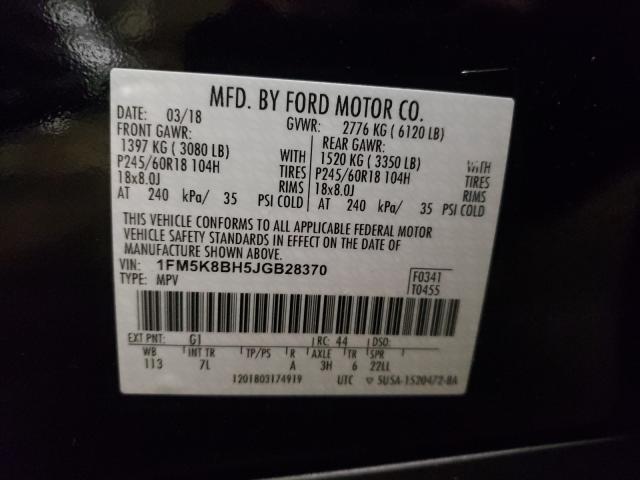 MFD. BY FORD MOTOR CO.
DATE: 03/18 GVWR: 2776 KG ( 6120 LB)
FRONT GAWR: REAR GAWR:
1397 KG ( 3080 LB) WITH 1520 KG ( 3350 LB) WITH
P245/60R18 104H TIRES P245/60R18 104H TIRES
18x8.0J RIMS 18x8.0J RIMS
AT 240 kPa/ 35 PSI COLD AT 240 kPa/ 35 PSI COLD
THIS VEHICLE CONFORMS TO ALL APPLICABLE FEDERAL MOTOR
VEHICLE SAFETY STANDARDS IN EFFECT ON THE DATE OF
MANUFACTURE SHOWN ABOVE.
VIN: 1FM5K8BH5JGB28370 F0341
TYPE: MPV T0455
EXT PNT: G1 RC: 44 DSO:
WB INT TR TP/PS R AXLE TR SPR
113 7L A 3H 6 22LL
1201803174919 UTC ▽ 5USA-1520472-BA